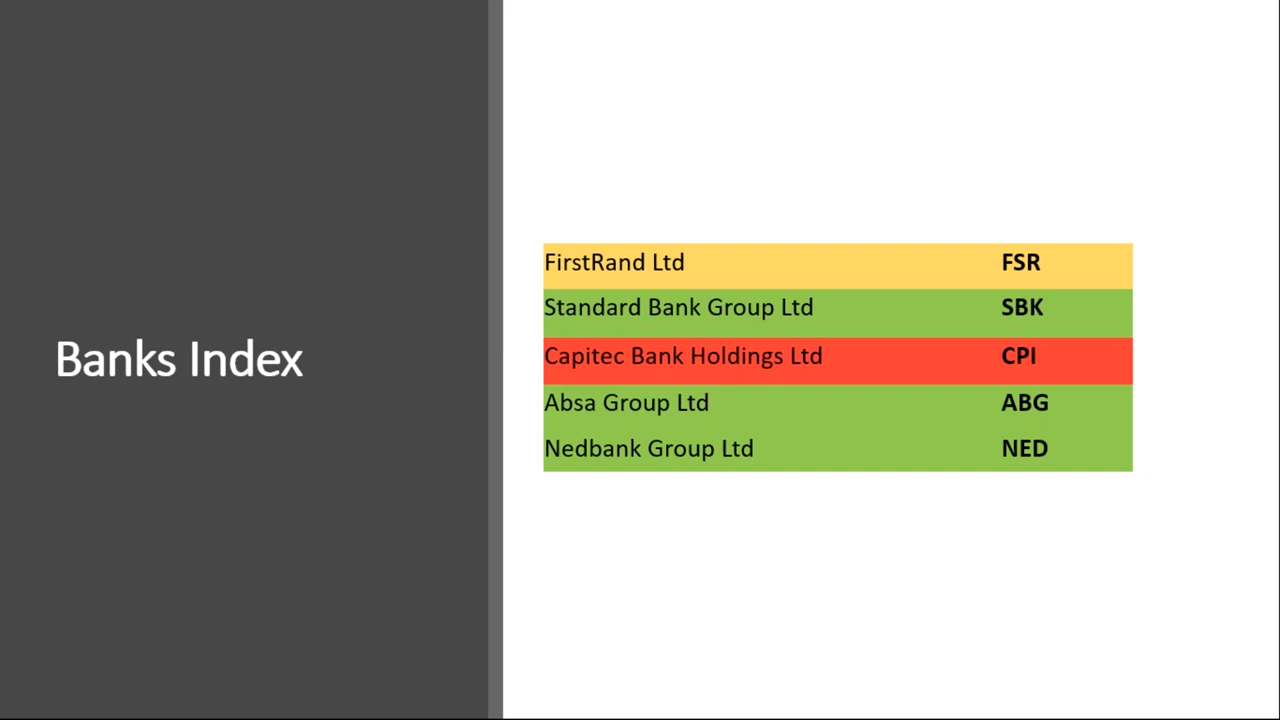 Banks Index
FirstRand Ltd FSR
Standard Bank Group Ltd SBK
Capitec Bank Holdings Ltd CPI
Absa Group Ltd ABG
Nedbank Group Ltd NED